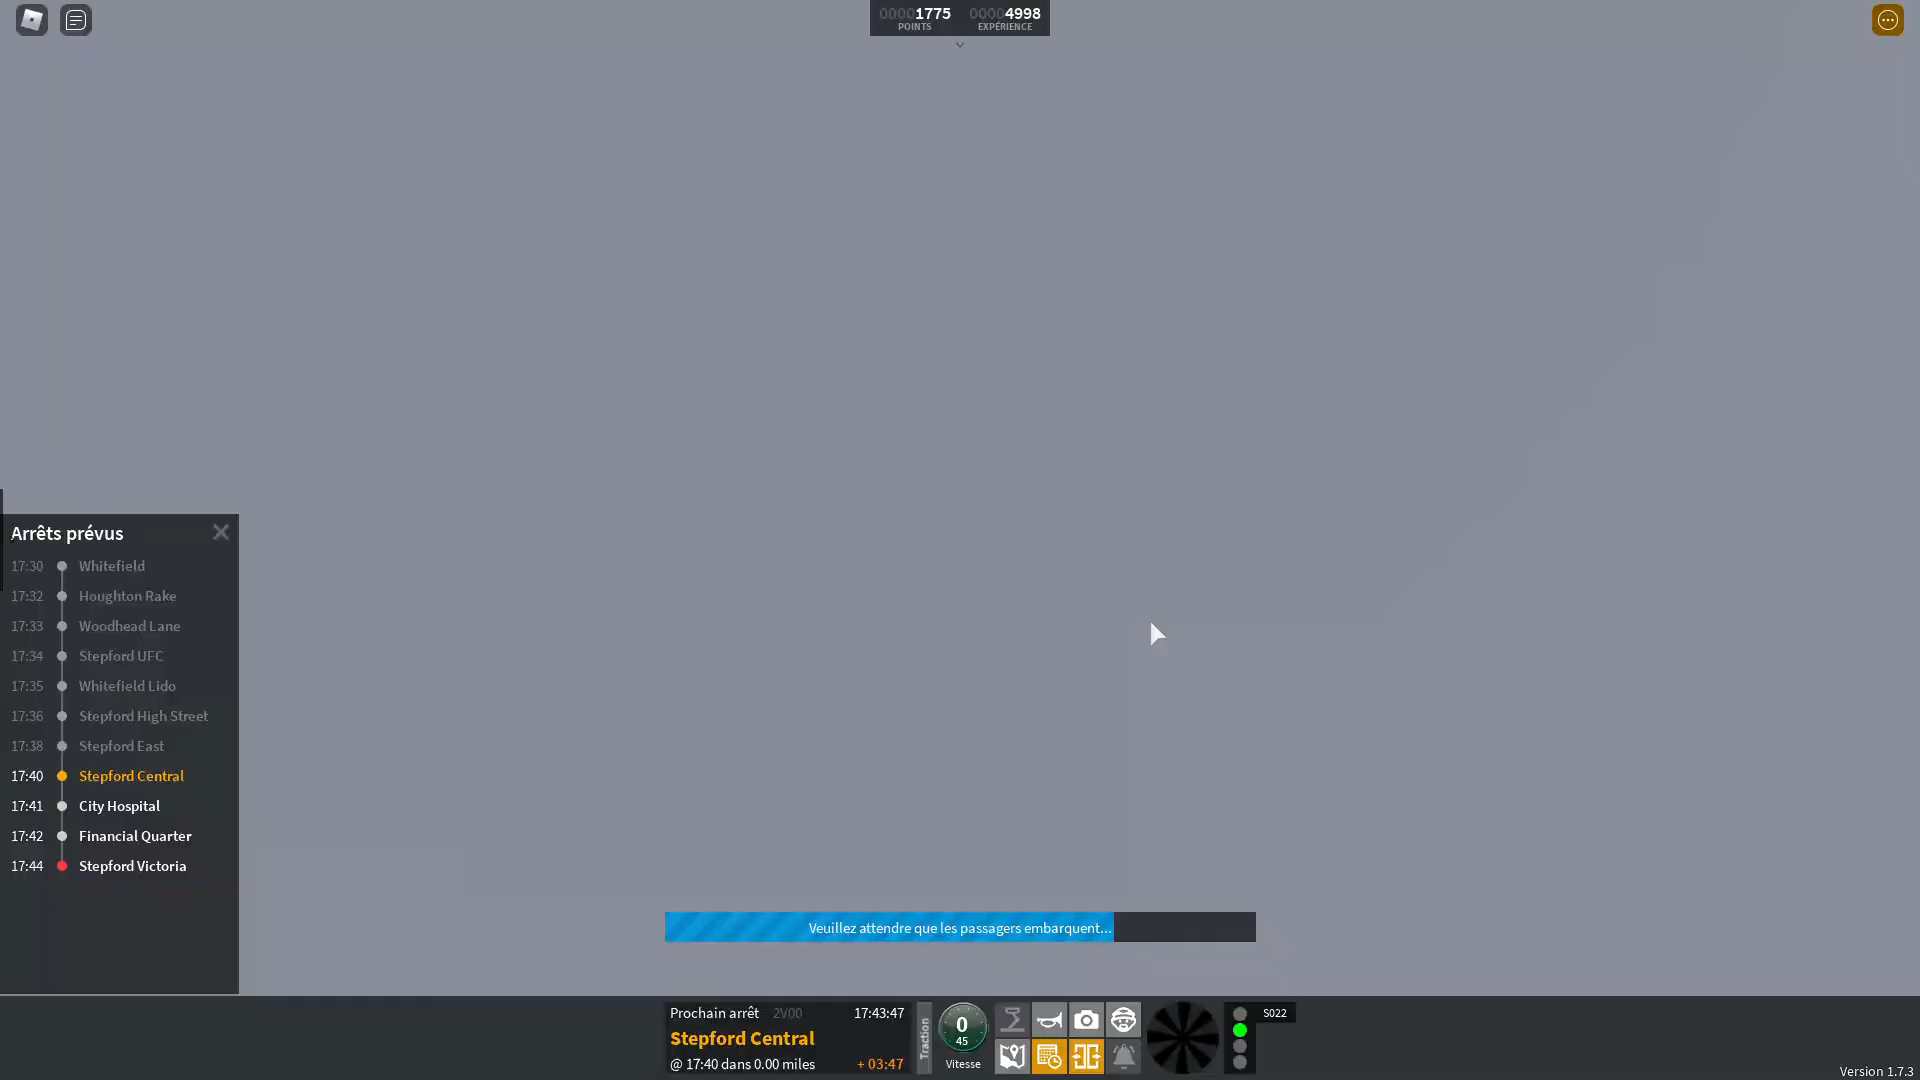 00001775 00004998
POINTS EXPÉRIENCE
Arrêts prévus
17:30 Whitefield
17:32 Houghton Rake
17:33 Woodhead Lane
17:34 Stepford UFC
17:35 Whitefield Lido
17:36 Stepford High Street
17:38 Stepford East
17:40 Stepford Central
17:41 City Hospital
17:42 Financial Quarter
17:44 Stepford Victoria
Veuillez attendre que les passagers embarquent...
Prochain arrêt 2V00 17:43:47
Stepford Central
@ 17:40 dans 0.00 miles + 03:47
Traction
0
45
Vitesse
S022
Version 1.7.3